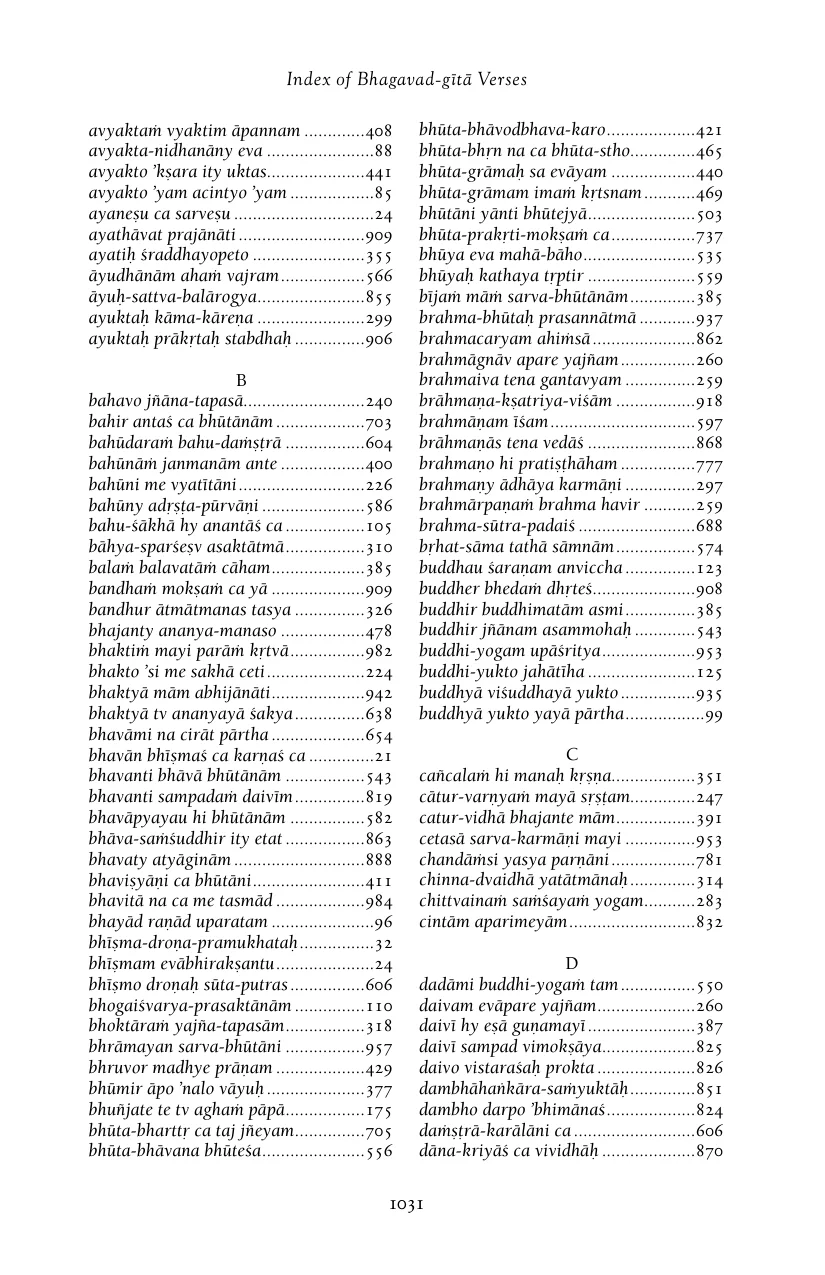 Index of Bhagavad-gītā Verses
avyaktaṁ vyaktim āpannam .............408
avyakta-nidhanāny eva .......................88
avyakto ’kṣara ity uktas.....................441
avyakto ’yam acintyo ’yam ..................85
ayaneṣu ca sarveṣu ..............................24
ayathāvat prajānāti ...........................909
ayatiḥ śraddhayopeto ........................355
āyudhānām ahaṁ vajram..................566
āyuḥ-sattva-balārogya.......................855
ayuktaḥ kāma-kāreṇa .......................299
ayuktaḥ prākṛtaḥ stabdhaḥ ...............906
B
bahavo jñāna-tapasā..........................240
bahir antaś ca bhūtānām ...................703
bahūdaraṁ bahu-daṁṣṭrā .................604
bahūnāṁ janmanām ante ..................400
bahūni me vyatītāni...........................226
bahūny adṛṣṭa-pūrvāṇi ......................586
bahu-śākhā hy anantāś ca .................105
bāhya-sparśeṣv asaktātmā.................310
balaṁ balavatāṁ cāham....................385
bandhaṁ mokṣaṁ ca yā ....................909
bandhur ātmātmanas tasya ...............326
bhajanty ananya-manaso ..................478
bhaktiṁ mayi parāṁ kṛtvā................982
bhakto ’si me sakhā ceti.....................224
bhaktyā mām abhijānāti....................942
bhaktyā tv ananyayā śakya...............638
bhavāmi na cirāt pārtha ....................654
bhavān bhīṣmaś ca karṇaś ca ..............21
bhavanti bhāvā bhūtānām .................543
bhavanti sampadaṁ daivīm...............819
bhavāpyayau hi bhūtānām ................582
bhāva-saṁśuddhir ity etat .................863
bhavaty atyāginām ............................888
bhaviṣyāṇi ca bhūtāni........................411
bhavitā na ca me tasmād ...................984
bhayād raṇād uparatam ......................96
bhīṣma-droṇa-pramukhataḥ................32
bhīṣmam evābhirakṣantu.....................24
bhīṣmo droṇaḥ sūta-putras ................606
bhogaiśvarya-prasaktānām ................110
bhoktāraṁ yajña-tapasām.................318
bhrāmayan sarva-bhūtāni .................957
bhruvor madhye prāṇam ...................429
bhūmir āpo ’nalo vāyuḥ .....................377
bhuñjate te tv aghaṁ pāpā.................175
bhūta-bharttṛ ca taj jñeyam...............705
bhūta-bhāvana bhūteśa......................556
bhūta-bhāvodbhava-karo...................421
bhūta-bhṛn na ca bhūta-stho..............465
bhūta-grāmaḥ sa evāyam ..................440
bhūta-grāmam imaṁ kṛtsnam...........469
bhūtāni yānti bhūtejyā.......................503
bhūta-prakṛti-mokṣaṁ ca..................737
bhūya eva mahā-bāho........................535
bhūyaḥ kathaya tṛptir .......................559
bījaṁ māṁ sarva-bhūtānām..............385
brahma-bhūtaḥ prasannātmā ............937
brahmacaryam ahiṁsā ......................862
brahmāgnāv apare yajñam................260
brahmaiva tena gantavyam ...............259
brāhmaṇa-kṣatriya-viśām .................918
brahmāṇam īśam...............................597
brāhmaṇās tena vedāś .......................868
brahmaṇo hi pratiṣṭhāham ................777
brahmaṇy ādhāya karmāṇi ...............297
brahmārpaṇaṁ brahma havir ...........259
brahma-sūtra-padaiś .........................688
bṛhat-sāma tathā sāmnām.................574
buddhau śaraṇam anviccha ...............123
buddher bhedaṁ dhṛteś......................908
buddhir buddhimatām asmi...............385
buddhir jñānam asammohaḥ .............543
buddhi-yogam upāśritya....................953
buddhi-yukto jahātīha .......................125
buddhyā viśuddhayā yukto ................935
buddhyā yukto yayā pārtha.................99
C
cañcalaṁ hi manaḥ kṛṣṇa..................351
cātur-varṇyaṁ mayā sṛṣṭam..............247
catur-vidhā bhajante mām.................391
cetasā sarva-karmāṇi mayi ................953
chandāṁsi yasya parṇāni...................781
chinna-dvaidhā yatātmānaḥ..............314
chittvainaṁ saṁśayaṁ yogam...........283
cintām aparimeyām...........................832
D
dadāmi buddhi-yogaṁ tam................550
daivam evāpare yajñam.....................260
daivī hy eṣā guṇamayī.......................387
daivī sampad vimokṣāya....................825
daivo vistaraśaḥ prokta .....................826
dambhāhaṅkāra-saṁyuktāḥ..............851
dambho darpo ’bhimānaś...................824
daṁṣṭrā-karālāni ca ..........................606
dāna-kriyāś ca vividhāḥ ....................870
1031